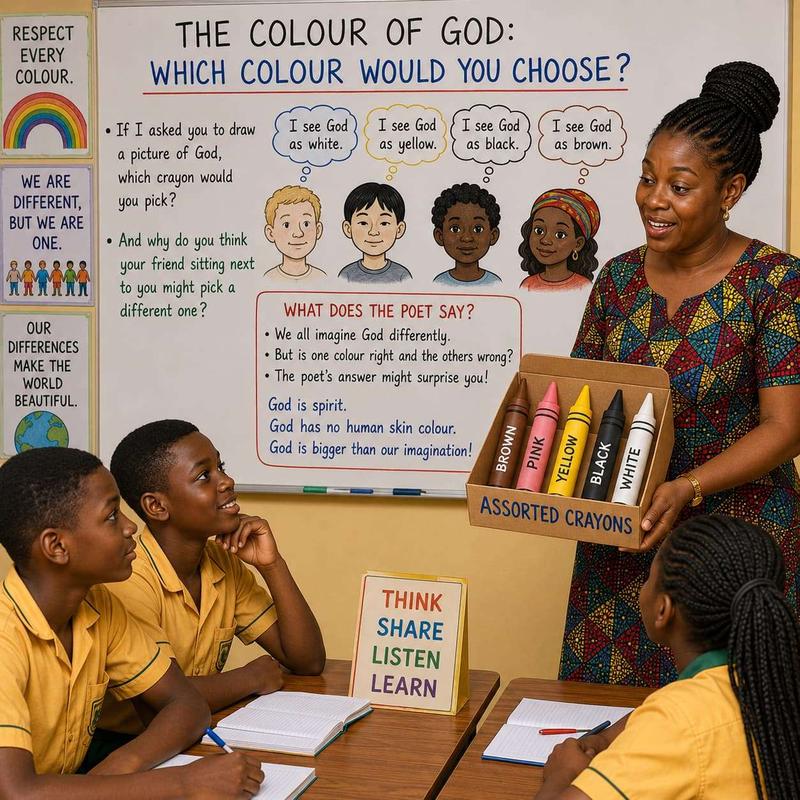 RESPECT
EVERY
COLOUR.
WE ARE
DIFFERENT,
BUT WE ARE
ONE.
OUR
DIFFERENCES
MAKE THE
WORLD
BEAUTIFUL.
THE COLOUR OF GOD:
WHICH COLOUR WOULD YOU CHOOSE?
• If I asked you to draw
a picture of God,
which crayon would
you pick?
• And why do you think
your friend sitting next
to you might pick a
different one?
I see God
as white.
I see God
as yellow.
I see God
as black.
I see God
as brown.
WHAT DOES THE POET SAY?
• We all imagine God differently.
• But is one colour right and the others wrong?
• The poet's answer might surprise you!
God is spirit.
God has no human skin colour.
God is bigger than our imagination!
BROWN
PINK
YELLOW
BLACK
WHITE
ASSORTED CRAYONS
THINK
SHARE
LISTEN
LEARN